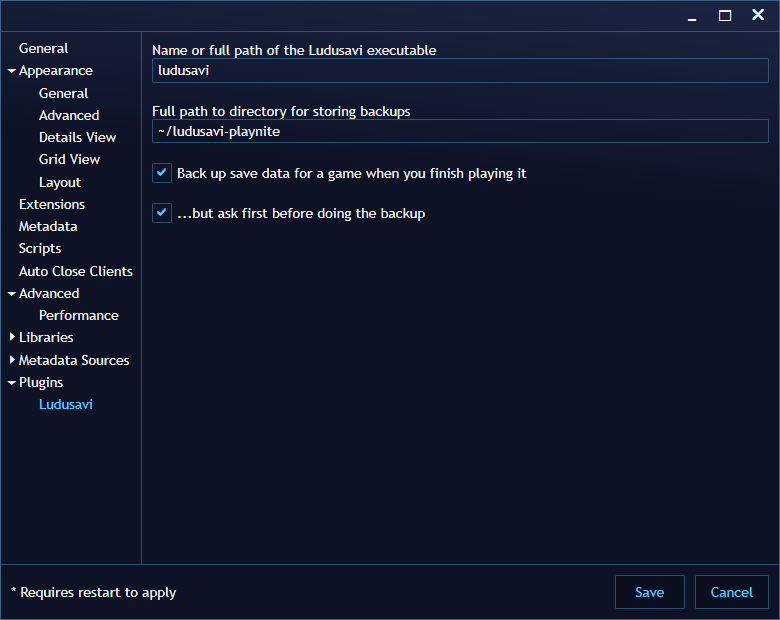 General
Appearance
General
Advanced
Details View
Grid View
Layout
Extensions
Metadata
Scripts
Auto Close Clients
Advanced
Performance
Libraries
Metadata Sources
Plugins
Ludusavi
Name or full path of the Ludusavi executable
ludusavi
Full path to directory for storing backups
~/ludusavi-playnite
Back up save data for a game when you finish playing it
...but ask first before doing the backup
* Requires restart to apply
Save
Cancel